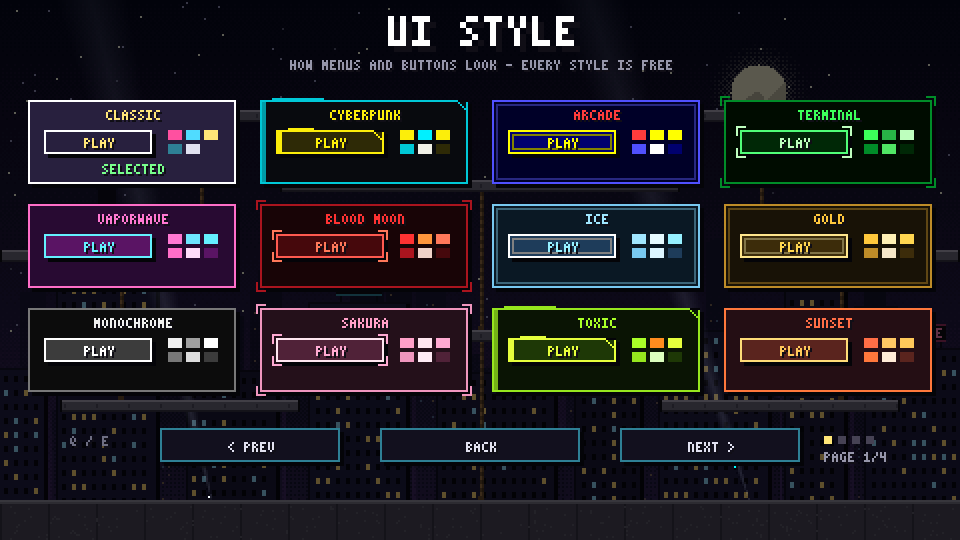 UI STYLE
HOW MENUS AND BUTTONS LOOK - EVERY STYLE IS FREE
CLASSIC
PLAY
SELECTED
CYBERPUNK
PLAY
ARCADE
PLAY
TERMINAL
PLAY
VAPORWAVE
PLAY
BLOOD MOON
PLAY
ICE
PLAY
GOLD
PLAY
MONOCHROME
PLAY
SAKURA
PLAY
TOXIC
PLAY
SUNSET
PLAY
Q / E
< PREV
BACK
NEXT >
PAGE 1/4